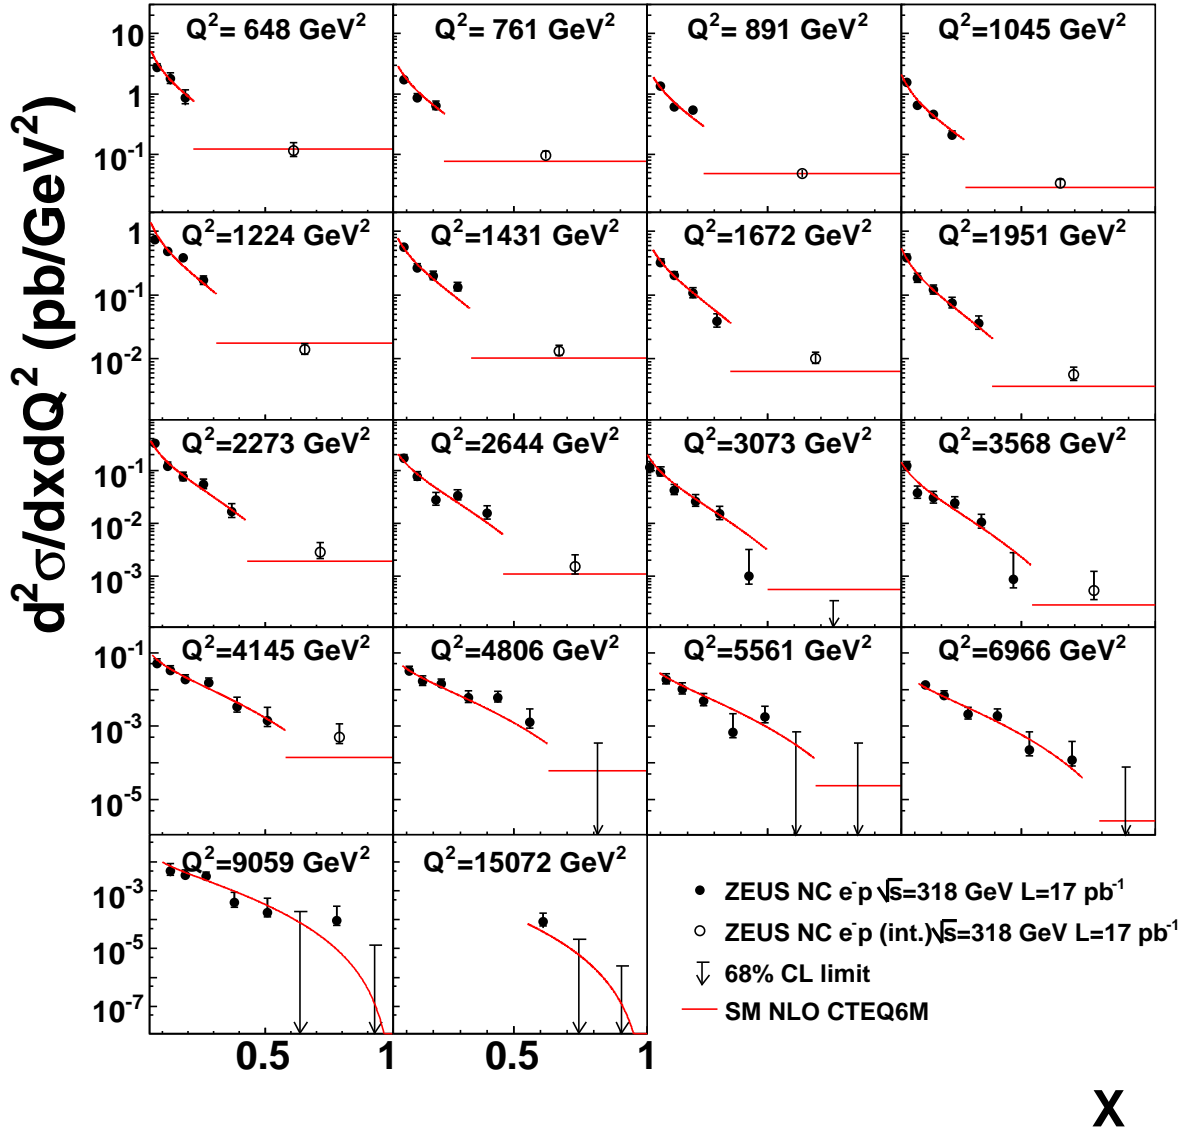 d²σ/dxdQ² (pb/GeV²)
Q²= 648 GeV²
Q²= 761 GeV²
Q²= 891 GeV²
Q²=1045 GeV²
10
1
10⁻¹
Q²=1224 GeV²
Q²=1431 GeV²
Q²=1672 GeV²
Q²=1951 GeV²
1
10⁻¹
10⁻²
Q²=2273 GeV²
Q²=2644 GeV²
Q²=3073 GeV²
Q²=3568 GeV²
10⁻¹
10⁻²
10⁻³
Q²=4145 GeV²
Q²=4806 GeV²
Q²=5561 GeV²
Q²=6966 GeV²
10⁻¹
10⁻³
10⁻⁵
Q²=9059 GeV²
Q²=15072 GeV²
10⁻³
10⁻⁵
10⁻⁷
0.5
1
0.5
1
ZEUS NC e⁻p √s=318 GeV L=17 pb⁻¹
ZEUS NC e⁻p (int.)√s=318 GeV L=17 pb⁻¹
68% CL limit
SM NLO CTEQ6M
x